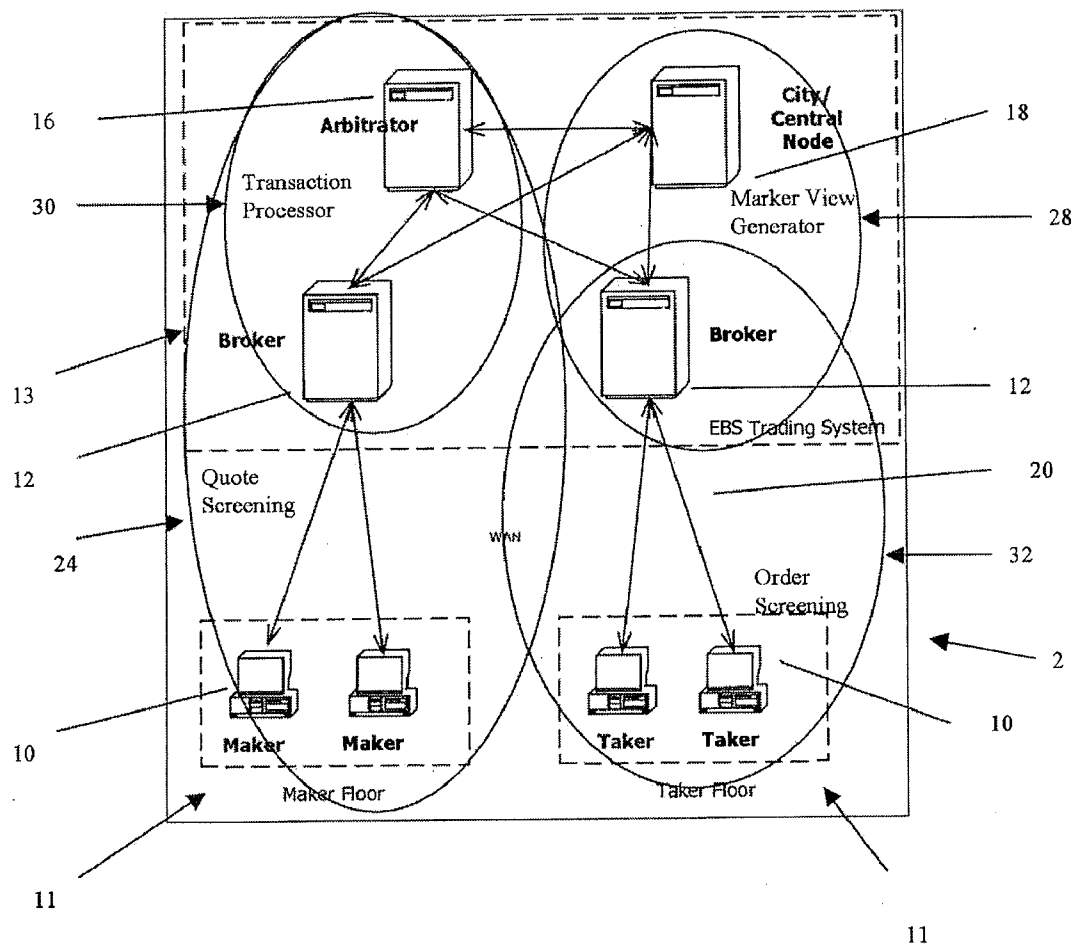 City/
Central
Node
16
Arbitrator
18
Transaction
Processor
30
Marker View
Generator
28
Broker
Broker
13
12
EBS Trading System
12
Quote
Screening
20
24
WAN
32
Order
Screening
2
10
10
Maker
Maker
Taker
Taker
Maker Floor
Taker Floor
11
11